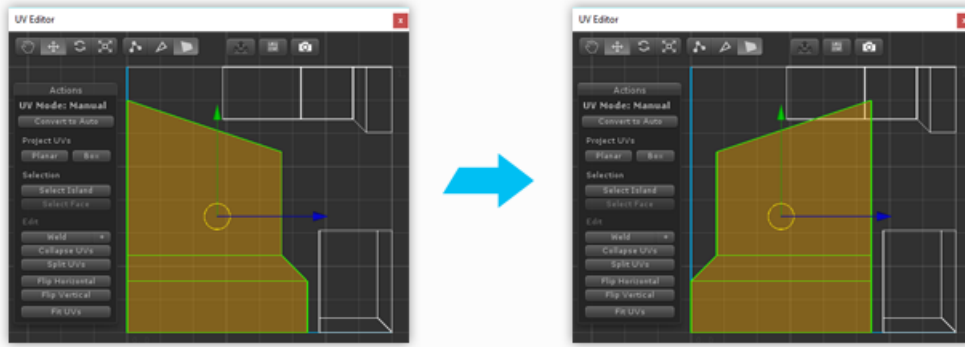 UV Editor
x
Actions
UV Mode: Manual
Convert to Auto
Project UVs
Planar Box
Selection
Select Island
Select Face
Edit
Weld +
Collapse UVs
Split UVs
Flip Horizontal
Flip Vertical
Fit UVs
UV Editor
x
Actions
UV Mode: Manual
Convert to Auto
Project UVs
Planar Box
Selection
Select Island
Select Face
Edit
Weld +
Collapse UVs
Split UVs
Flip Horizontal
Flip Vertical
Fit UVs